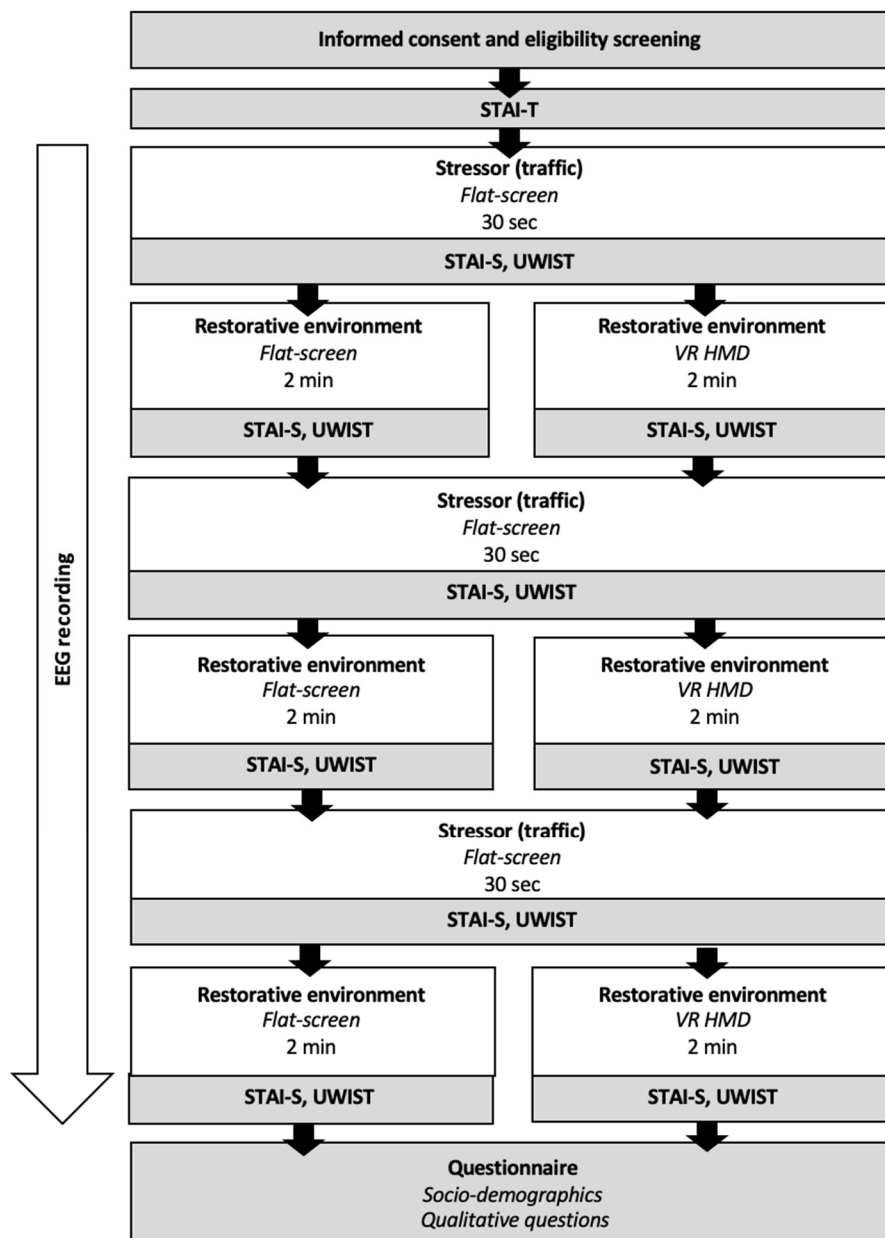 Informed consent and eligibility screening
STAI-T
EEG recording
Stressor (traffic)
Flat-screen
30 sec
STAI-S, UWIST
Restorative environment
Flat-screen
2 min
STAI-S, UWIST
Restorative environment
VR HMD
2 min
STAI-S, UWIST
Stressor (traffic)
Flat-screen
30 sec
STAI-S, UWIST
Restorative environment
Flat-screen
2 min
STAI-S, UWIST
Restorative environment
VR HMD
2 min
STAI-S, UWIST
Stressor (traffic)
Flat-screen
30 sec
STAI-S, UWIST
Restorative environment
Flat-screen
2 min
STAI-S, UWIST
Restorative environment
VR HMD
2 min
STAI-S, UWIST
Questionnaire
Socio-demographics
Qualitative questions